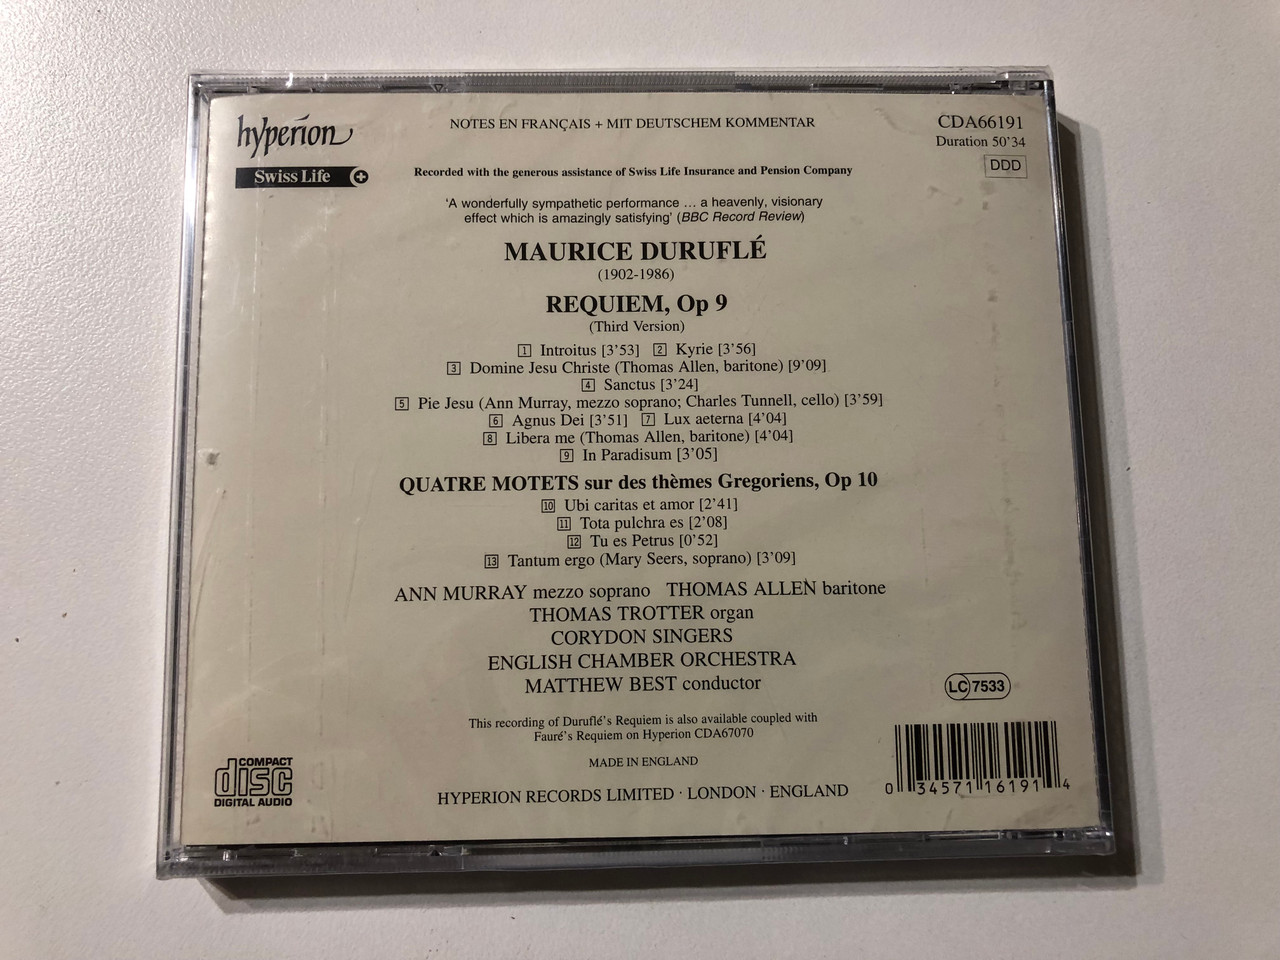 hyperion
Swiss Life
NOTES EN FRANÇAIS + MIT DEUTSCHEM KOMMENTAR
CDA66191
Duration 50'34
DDD
Recorded with the generous assistance of Swiss Life Insurance and Pension Company
'A wonderfully sympathetic performance … a heavenly, visionary
effect which is amazingly satisfying' (BBC Record Review)
MAURICE DURUFLÉ
(1902-1986)
REQUIEM, Op 9
(Third Version)
1 Introitus [3'53] 2 Kyrie [3'56]
3 Domine Jesu Christe (Thomas Allen, baritone) [9'09]
4 Sanctus [3'24]
5 Pie Jesu (Ann Murray, mezzo soprano; Charles Tunnell, cello) [3'59]
6 Agnus Dei [3'51] 7 Lux aeterna [4'04]
8 Libera me (Thomas Allen, baritone) [4'04]
9 In Paradisum [3'05]
QUATRE MOTETS sur des thèmes Gregoriens, Op 10
10 Ubi caritas et amor [2'41]
11 Tota pulchra es [2'08]
12 Tu es Petrus [0'52]
13 Tantum ergo (Mary Seers, soprano) [3'09]
ANN MURRAY mezzo soprano THOMAS ALLEN baritone
THOMAS TROTTER organ
CORYDON SINGERS
ENGLISH CHAMBER ORCHESTRA
MATTHEW BEST conductor
LC 7533
This recording of Duruflé's Requiem is also available coupled with
Fauré's Requiem on Hyperion CDA67070
MADE IN ENGLAND
HYPERION RECORDS LIMITED · LONDON · ENGLAND
COMPACT
disc
DIGITAL AUDIO
0 34571 16191 4